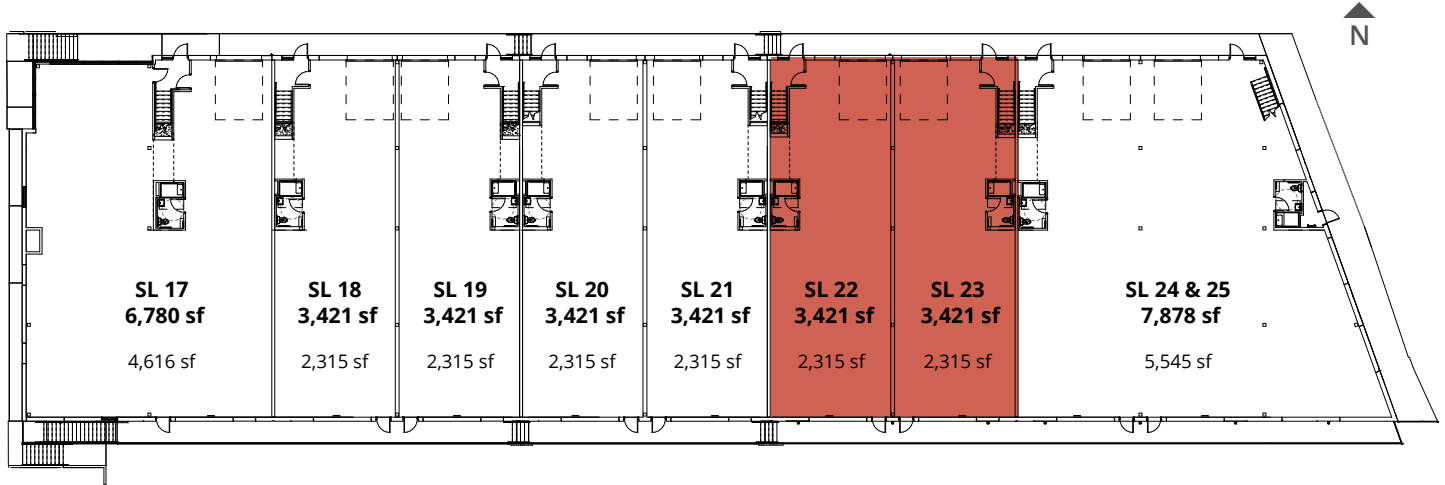 N
SL 17
6,780 sf
4,616 sf
SL 18
3,421 sf
2,315 sf
SL 19
3,421 sf
2,315 sf
SL 20
3,421 sf
2,315 sf
SL 21
3,421 sf
2,315 sf
SL 22
3,421 sf
2,315 sf
SL 23
3,421 sf
2,315 sf
SL 24 & 25
7,878 sf
5,545 sf